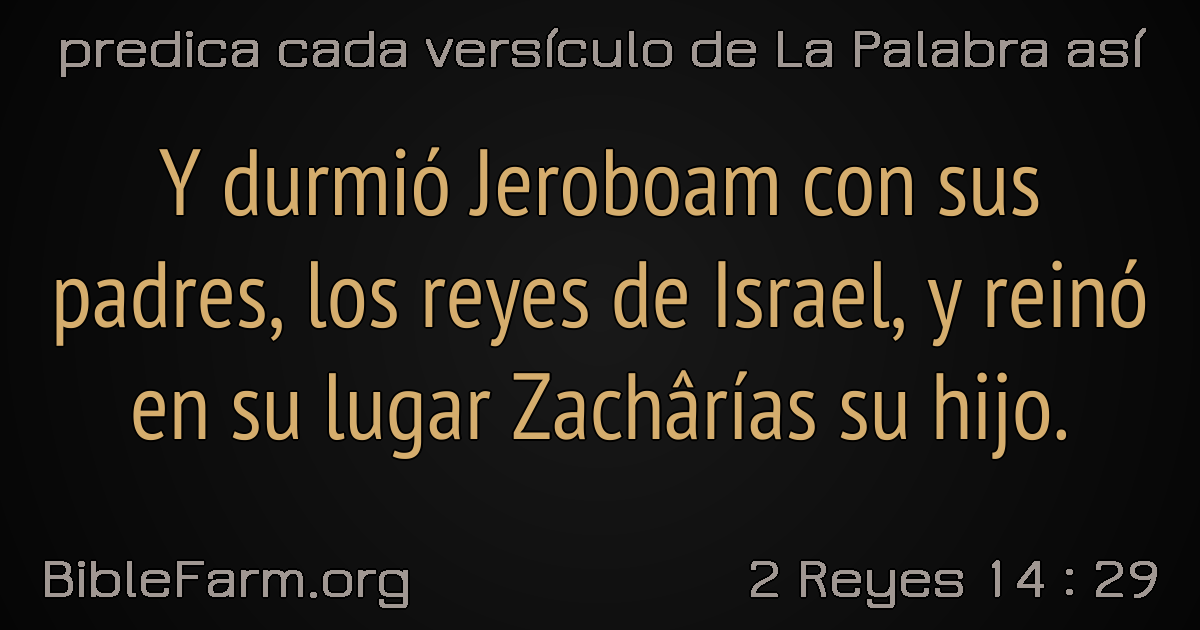 predica cada versículo de La Palabra así
Y durmió Jeroboam con sus
padres, los reyes de Israel, y reinó
en su lugar Zachârías su hijo.
BibleFarm.org
2 Reyes 14 : 29